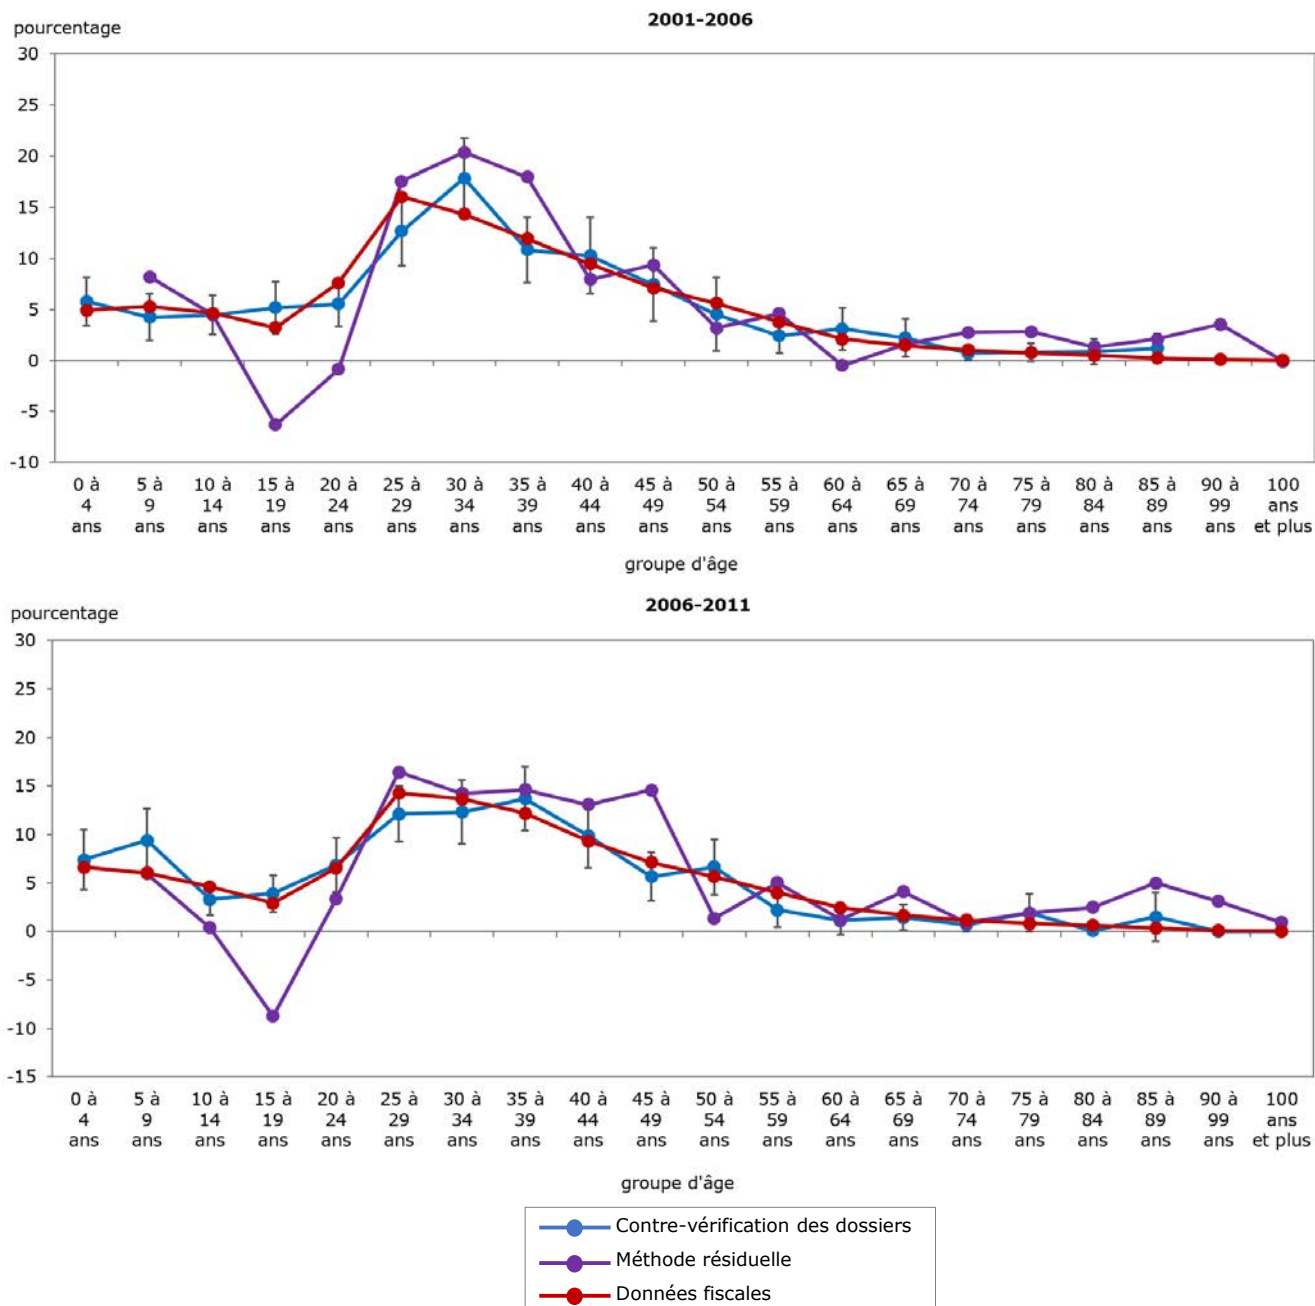 2001-2006
pourcentage
30
25
20
15
10
5
0
-5
-10
0 à 5 à 10 à 15 à 20 à 25 à 30 à 35 à 40 à 45 à 50 à 55 à 60 à 65 à 70 à 75 à 80 à 85 à 90 à 100
4 9 14 19 24 29 34 39 44 49 54 59 64 69 74 79 84 89 99 ans
ans ans ans ans ans ans ans ans ans ans ans ans ans ans ans ans ans ans ans et plus
groupe d'âge
2006-2011
pourcentage
30
25
20
15
10
5
0
-5
-10
-15
0 à 5 à 10 à 15 à 20 à 25 à 30 à 35 à 40 à 45 à 50 à 55 à 60 à 65 à 70 à 75 à 80 à 85 à 90 à 100
4 9 14 19 24 29 34 39 44 49 54 59 64 69 74 79 84 89 99 ans
ans ans ans ans ans ans ans ans ans ans ans ans ans ans ans ans ans ans ans et plus
groupe d'âge
Contre-vérification des dossiers
Méthode résiduelle
Données fiscales